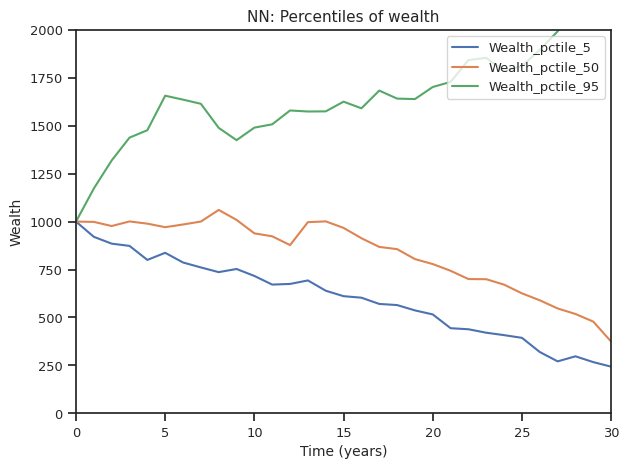 NN: Percentiles of wealth
Wealth_pctile_5
Wealth_pctile_50
Wealth_pctile_95
Wealth
2000
1750
1500
1250
1000
750
500
250
0
0 5 10 15 20 25 30
Time (years)